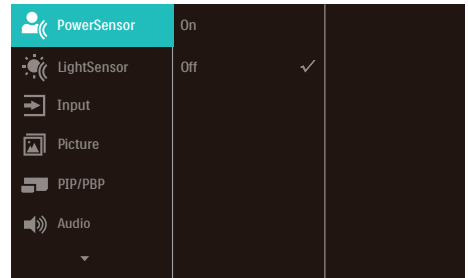 PowerSensor
On
LightSensor
Off
Input
Picture
PIP/PBP
Audio